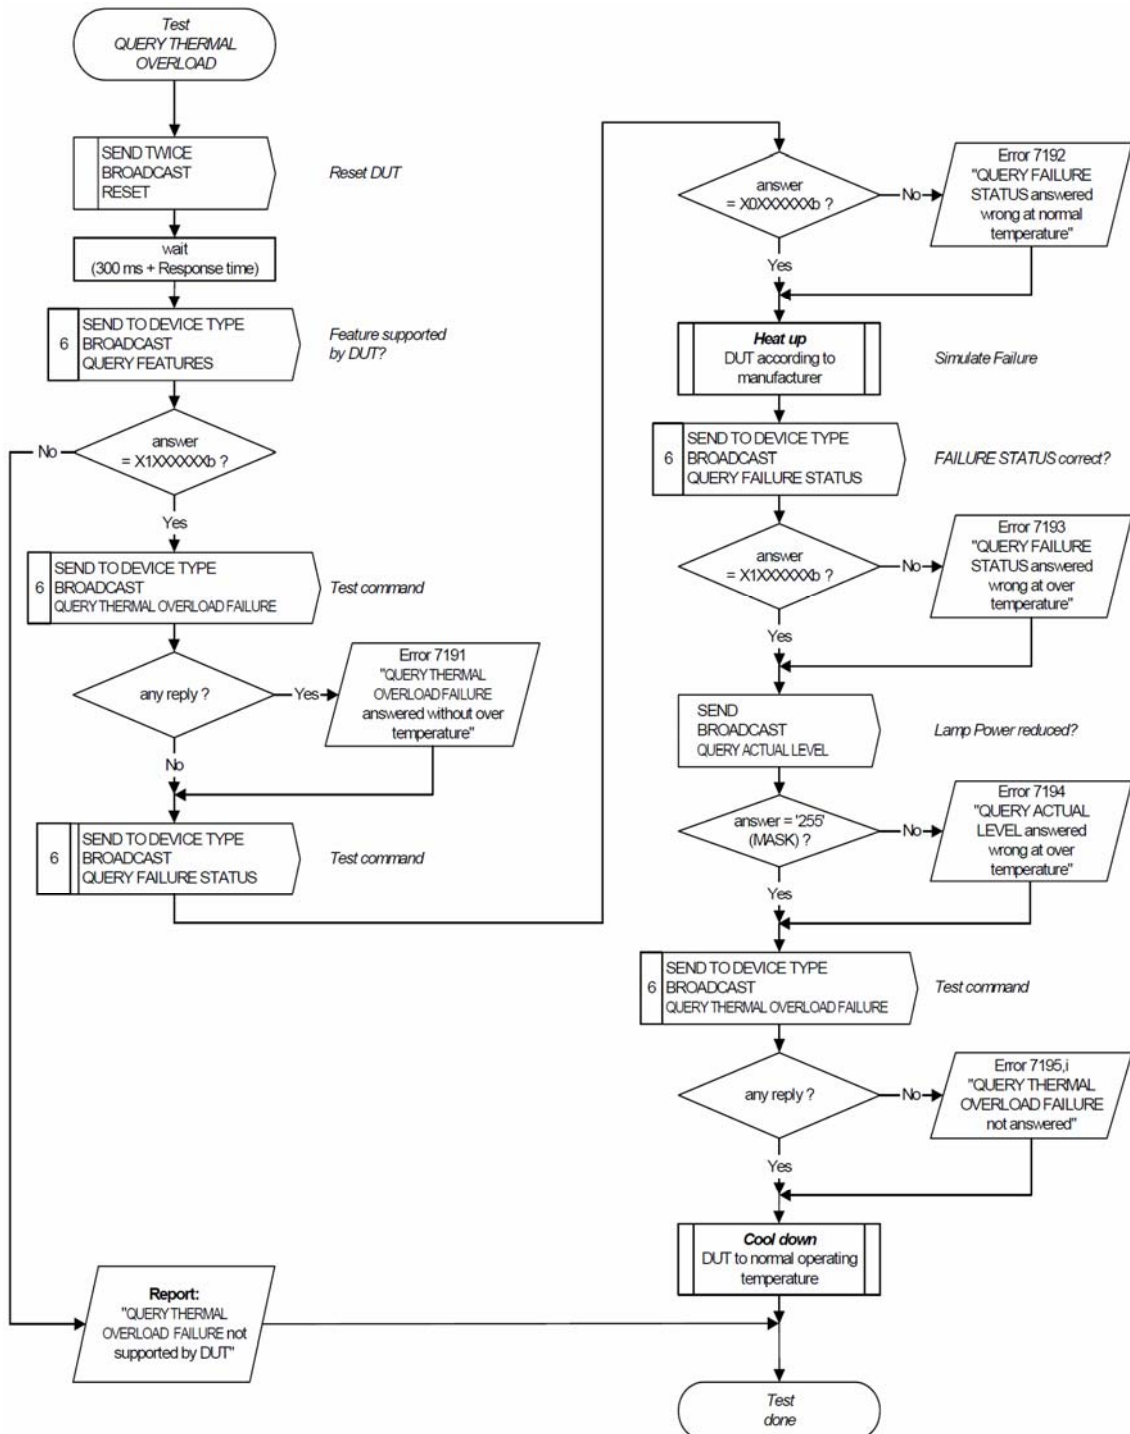 Test
QUERY THERMAL
OVERLOAD
SEND TWICE
BROADCAST
RESET
Reset DUT
wait
(300 ms + Response time)
6
SEND TO DEVICE TYPE
BROADCAST
QUERY FEATURES
Feature supported
by DUT?
answer
= X1XXXXXXb ?
No
Yes
6
SEND TO DEVICE TYPE
BROADCAST
QUERY THERMAL OVERLOAD FAILURE
Test command
any reply ?
Yes
Error 7191
"QUERY THERMAL
OVERLOAD FAILURE
answered without over
temperature"
No
6
SEND TO DEVICE TYPE
BROADCAST
QUERY FAILURE STATUS
Test command
answer
= X0XXXXXXb ?
No
Error 7192
"QUERY FAILURE
STATUS answered
wrong at normal
temperature"
Yes
Heat up
DUT according to
manufacturer
Simulate Failure
6
SEND TO DEVICE TYPE
BROADCAST
QUERY FAILURE STATUS
FAILURE STATUS correct?
answer
= X1XXXXXXb ?
No
Error 7193
"QUERY FAILURE
STATUS answered
wrong at over
temperature"
Yes
SEND
BROADCAST
QUERY ACTUAL LEVEL
Lamp Power reduced?
answer = '255'
(MASK) ?
No
Error 7194
"QUERY ACTUAL
LEVEL answered
wrong at over
temperature"
Yes
6
SEND TO DEVICE TYPE
BROADCAST
QUERY THERMAL OVERLOAD FAILURE
Test command
any reply ?
No
Error 7195,i
"QUERY THERMAL
OVERLOAD FAILURE
not answered"
Yes
Cool down
DUT to normal operating
temperature
Report:
"QUERY THERMAL
OVERLOAD FAILURE not
supported by DUT"
Test
done